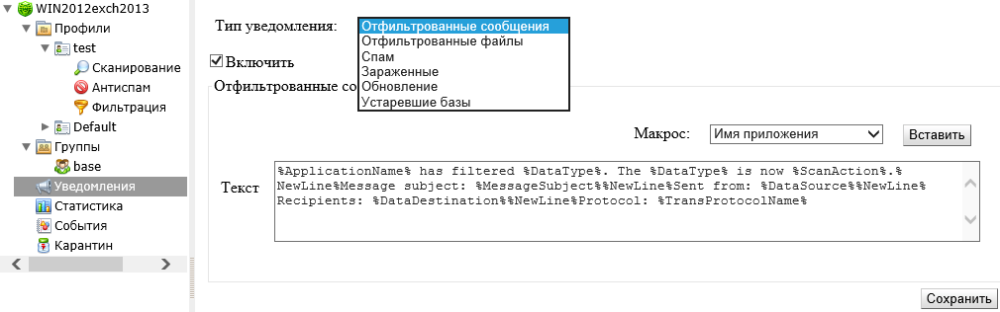 WIN2012exch2013
Профили
test
Сканирование
Антиспам
Фильтрация
Default
Группы
base
Уведомления
Статистика
События
Карантин
Тип уведомления:
Отфильтрованные сообщения
Отфильтрованные файлы
Спам
Зараженные
Обновление
Устаревшие базы
Включить
Отфильтрованные со
Макрос: Имя приложения Вставить
Текст
%ApplicationName% has filtered %DataType%. The %DataType% is now %ScanAction%.%
NewLine%Message subject: %MessageSubject%%NewLine%Sent from: %DataSource%%NewLine%
Recipients: %DataDestination%%NewLine%Protocol: %TransProtocolName%
Сохранить